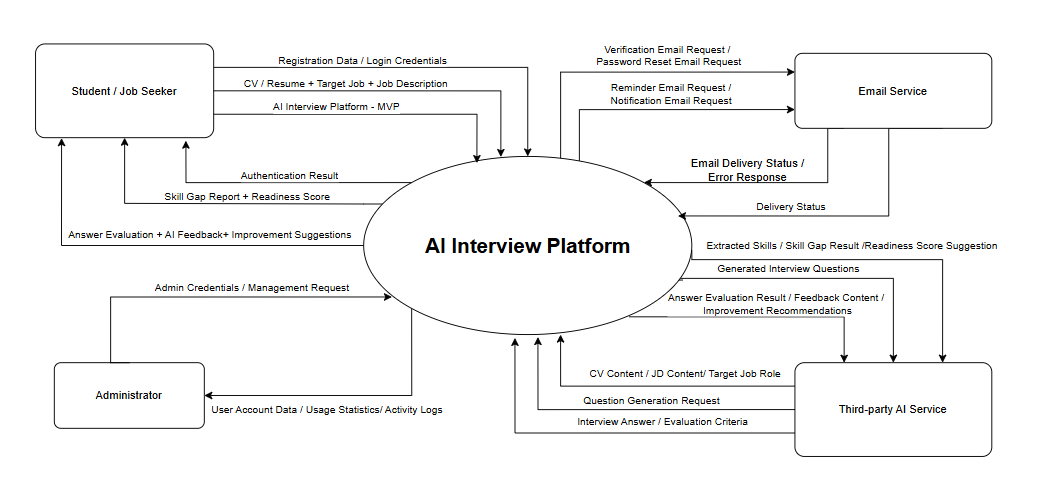 Verification Email Request /
Password Reset Email Request
Registration Data / Login Credentials
Student / Job Seeker
CV / Resume + Target Job + Job Description
Reminder Email Request /
Notification Email Request
Email Service
AI Interview Platform - MVP
Email Delivery Status /
Error Response
Authentication Result
Skill Gap Report + Readiness Score
Delivery Status
Answer Evaluation + AI Feedback+ Improvement Suggestions
AI Interview Platform
Extracted Skills / Skill Gap Result /Readiness Score Suggestion
Generated Interview Questions
Admin Credentials / Management Request
Answer Evaluation Result / Feedback Content /
Improvement Recommendations
CV Content / JD Content/ Target Job Role
Administrator
Question Generation Request
User Account Data / Usage Statistics/ Activity Logs
Third-party AI Service
Interview Answer / Evaluation Criteria